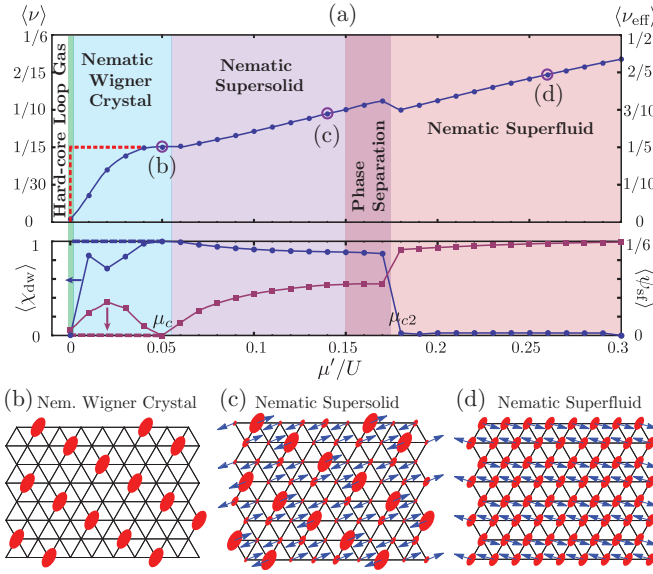 (a)
⟨ν⟩
⟨ν_eff⟩
1/6
2/15
1/10
1/15
1/30
0
1/2
2/5
3/10
1/5
1/10
0
Hard-core Loop Gas
Nematic
Wigner
Crystal
Nematic
Supersolid
Phase
Separation
Nematic Superfluid
(b)
(c)
(d)
⟨χ_dw⟩
1
0
1/6
0
⟨ψ_sf⟩
μ_c
μ_c2
0
0.05
0.1
0.15
0.2
0.25
0.3
μ′/U
(b) Nem. Wigner Crystal
(c) Nematic Supersolid
(d) Nematic Superfluid